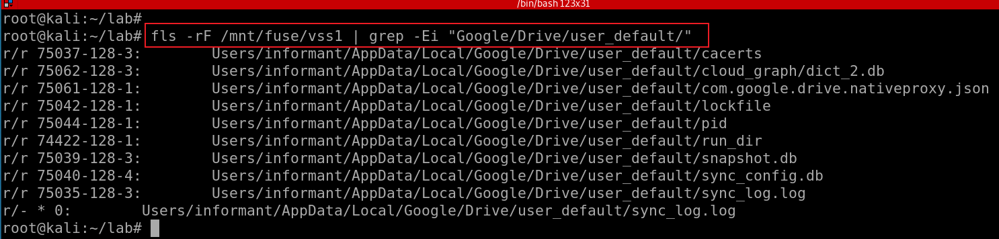 /bin/bash 123x31
root@kali:~/lab#
root@kali:~/lab# fls -rF /mnt/fuse/vss1 | grep -Ei "Google/Drive/user_default/"
r/r 75037-128-3:        Users/informant/AppData/Local/Google/Drive/user_default/cacerts
r/r 75062-128-3:        Users/informant/AppData/Local/Google/Drive/user_default/cloud_graph/dict_2.db
r/r 75061-128-1:        Users/informant/AppData/Local/Google/Drive/user_default/com.google.drive.nativeproxy.json
r/r 75042-128-1:        Users/informant/AppData/Local/Google/Drive/user_default/lockfile
r/r 75044-128-1:        Users/informant/AppData/Local/Google/Drive/user_default/pid
r/r 74422-128-1:        Users/informant/AppData/Local/Google/Drive/user_default/run_dir
r/r 75039-128-3:        Users/informant/AppData/Local/Google/Drive/user_default/snapshot.db
r/r 75040-128-4:        Users/informant/AppData/Local/Google/Drive/user_default/sync_config.db
r/r 75035-128-3:        Users/informant/AppData/Local/Google/Drive/user_default/sync_log.log
r/- * 0:        Users/informant/AppData/Local/Google/Drive/user_default/sync_log.log
root@kali:~/lab#